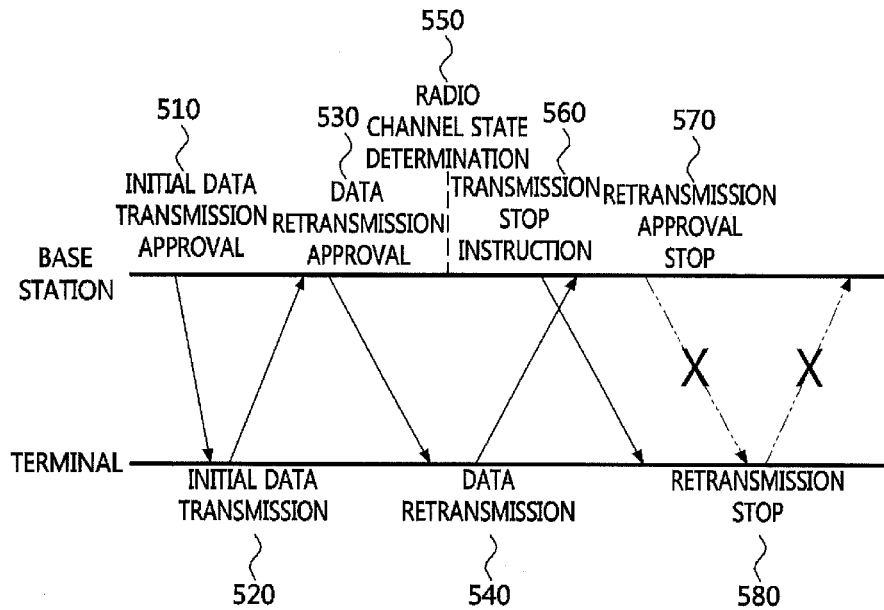 550
RADIO
CHANNEL STATE
DETERMINATION
510
INITIAL DATA
TRANSMISSION
APPROVAL
530
DATA
RETRANSMISSION
APPROVAL
560
TRANSMISSION
STOP
INSTRUCTION
570
RETRANSMISSION
APPROVAL
STOP
BASE
STATION
X
X
TERMINAL
INITIAL DATA
TRANSMISSION
520
DATA
RETRANSMISSION
540
RETRANSMISSION
STOP
580